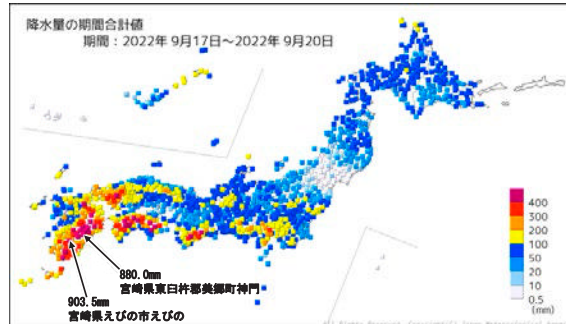 降水量の期間合計値
期間：2022年 9月17日～2022年 9月20日
400
300
200
100
50
20
10
0.5
(mm)
880.0mm
宮崎県東臼杵郡美郷町神門
903.5mm
宮崎県えびの市えびの